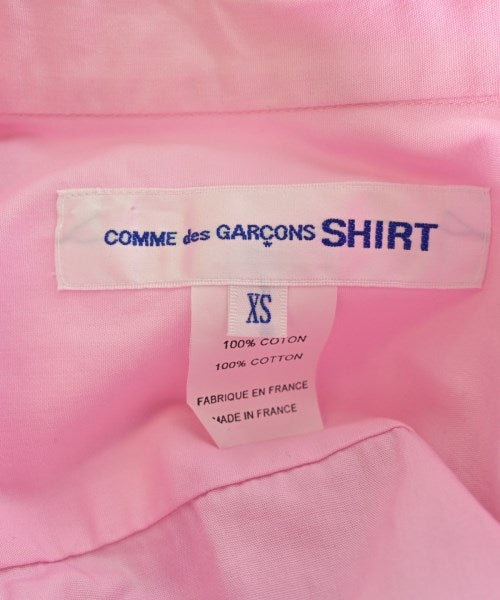 COMME des GARÇONS SHIRT
XS
100% COTON
100% COTTON
FABRIQUE EN FRANCE
MADE IN FRANCE